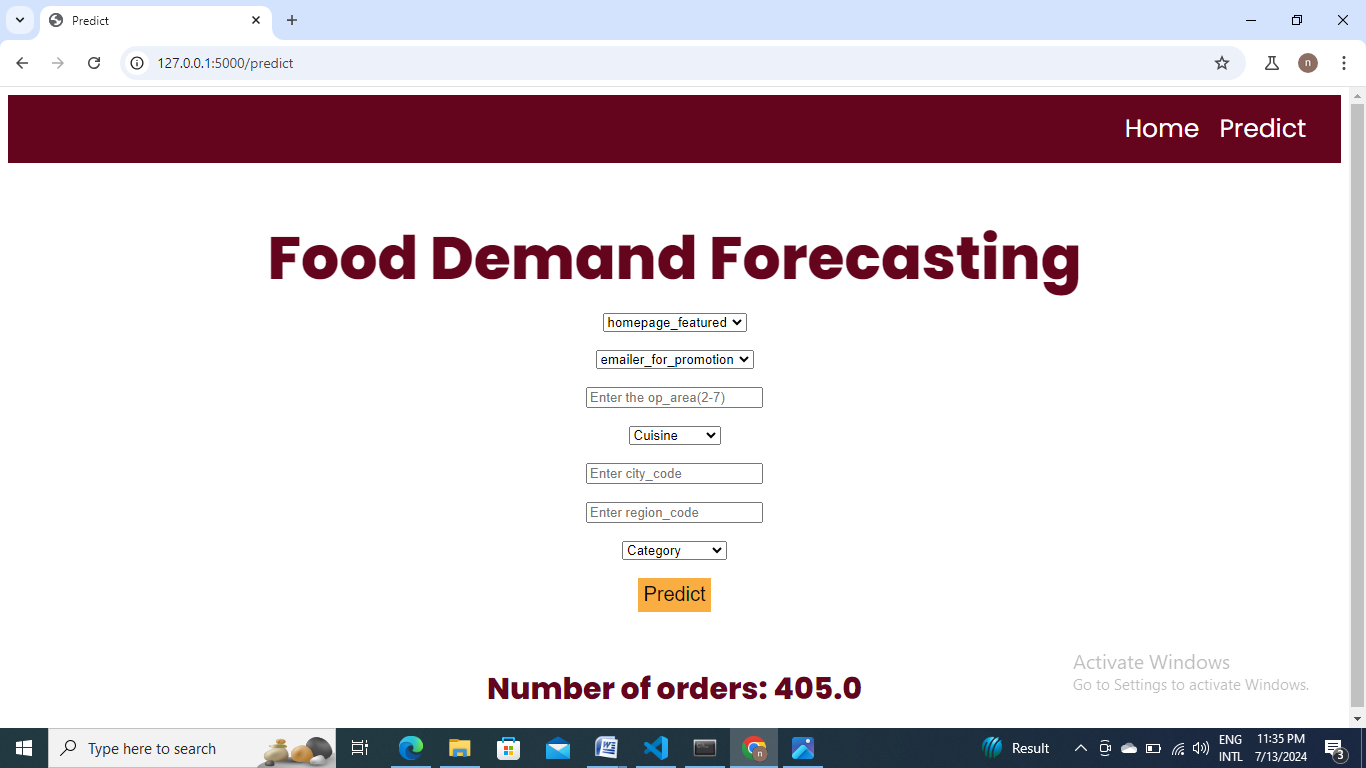 Predict
127.0.0.1:5000/predict
n
Home Predict
Food Demand Forecasting
homepage_featured
emailer_for_promotion
Enter the op_area(2-7)
Cuisine
Enter city_code
Enter region_code
Category
Predict
Number of orders: 405.0
Activate Windows
Go to Settings to activate Windows.
Type here to search
Result
ENG
INTL
11:35 PM
7/13/2024
3